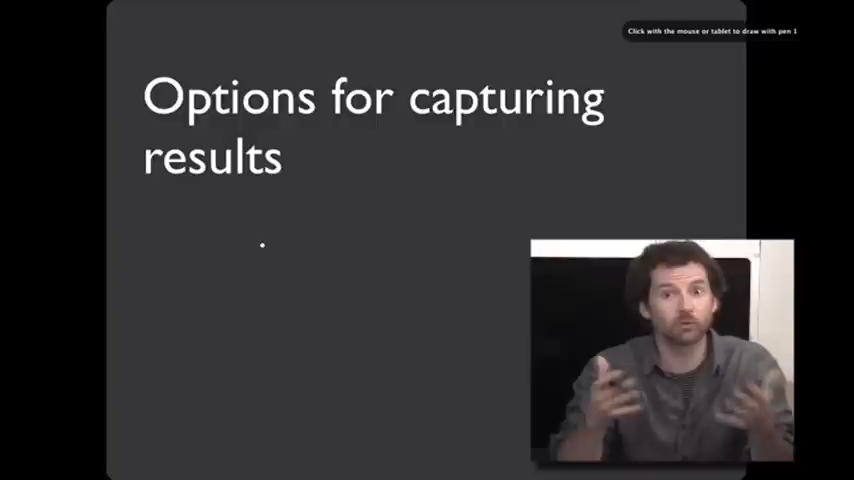 Click with the mouse or tablet to draw with pen 1
Options for capturing
results